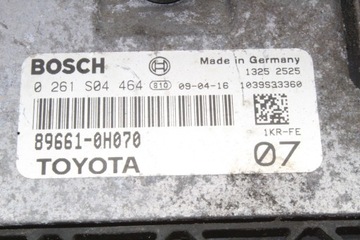 BOSCH
Made in Germany
1325 2525
0 261 S04 464 810 09-04-16 1039S33360
89661-0H070
1KR-FE
TOYOTA
07